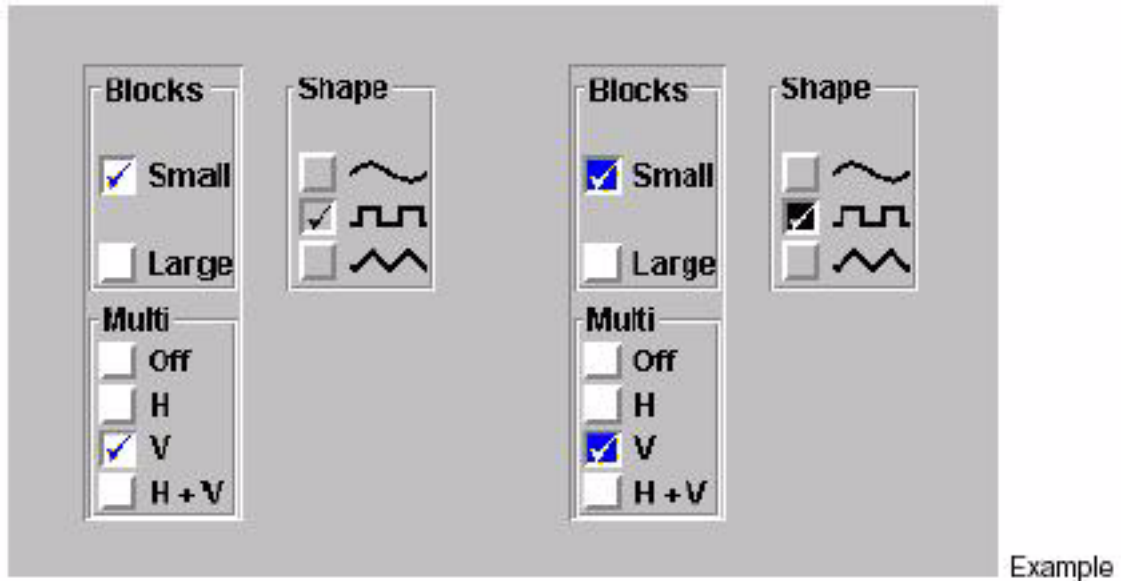 Blocks
Small
Large
Multi
Off
H
V
H + V
Shape
Blocks
Small
Large
Multi
Off
H
V
H + V
Shape
Example